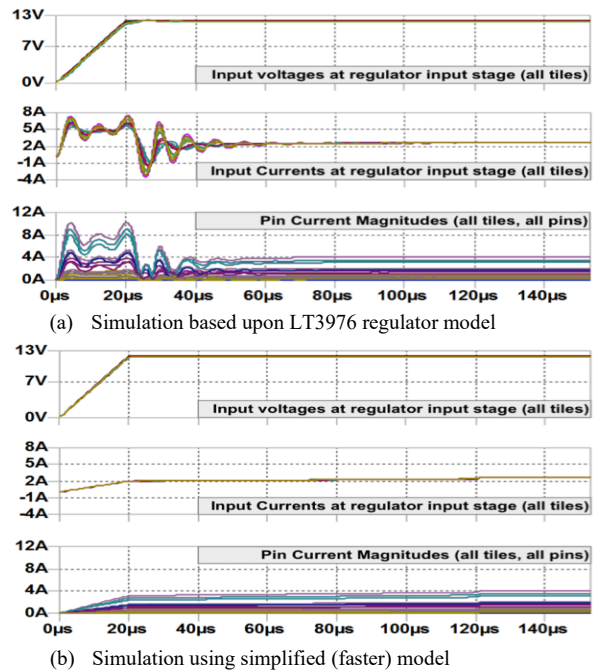 13V
7V
0V
Input voltages at regulator input stage (all tiles)
8A
5A
2A
-1A
-4A
Input Currents at regulator input stage (all tiles)
12A
8A
4A
0A
Pin Current Magnitudes (all tiles, all pins)
0µs 20µs 40µs 60µs 80µs 100µs 120µs 140µs
(a) Simulation based upon LT3976 regulator model
13V
7V
0V
Input voltages at regulator input stage (all tiles)
8A
5A
2A
-1A
-4A
Input Currents at regulator input stage (all tiles)
12A
8A
4A
0A
Pin Current Magnitudes (all tiles, all pins)
0µs 20µs 40µs 60µs 80µs 100µs 120µs 140µs
(b) Simulation using simplified (faster) model